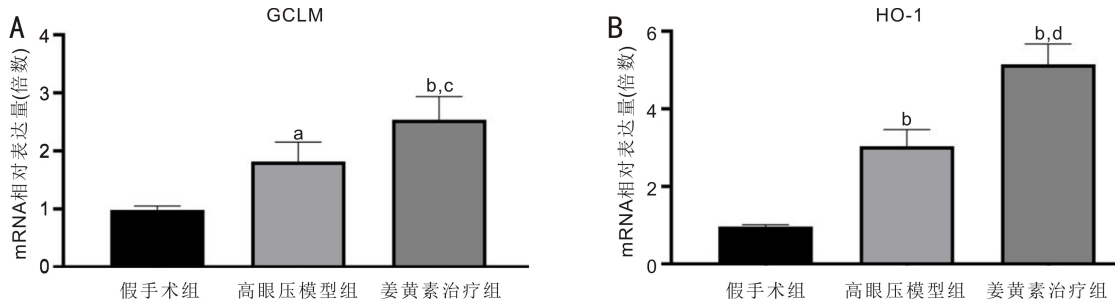 A
GCLM
mRNA相对表达量(倍数)
4
3
2
1
0
a
b,c
假手术组
高眼压模型组
姜黄素治疗组
B
HO-1
mRNA相对表达量(倍数)
6
4
6
2
0
b
b,d
假手术组
高眼压模型组
姜黄素治疗组